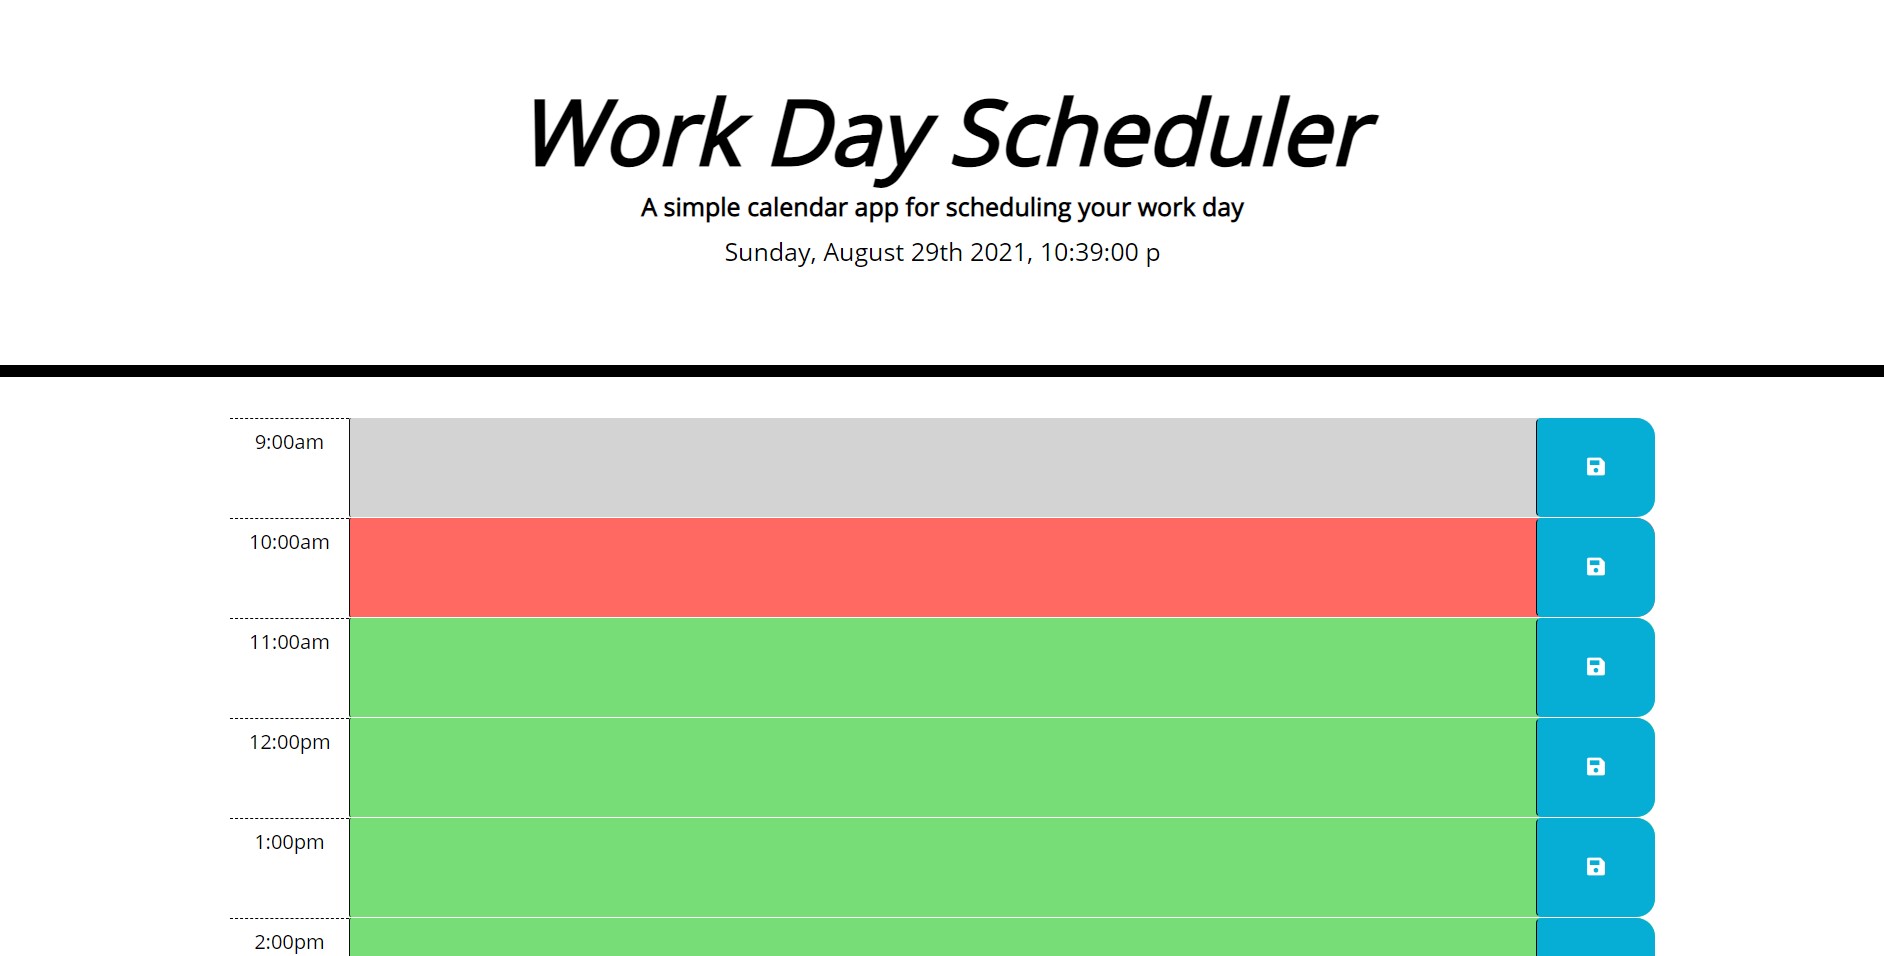 Work Day Scheduler
A simple calendar app for scheduling your work day
Sunday, August 29th 2021, 10:39:00 p
9:00am
10:00am
11:00am
12:00pm
1:00pm
2:00pm